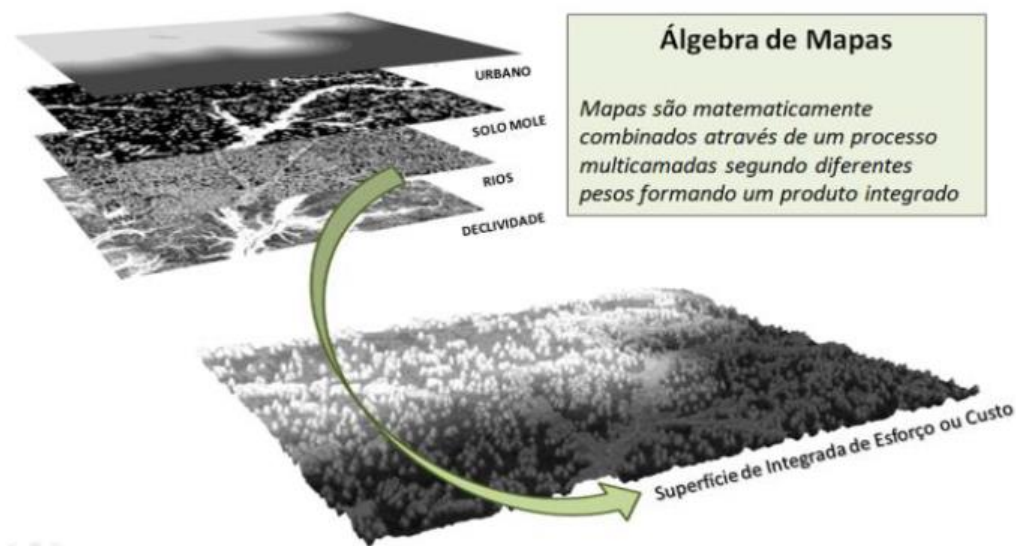 Álgebra de Mapas
Mapas são matematicamente
combinados através de um processo
multicamadas segundo diferentes
pesos formando um produto integrado
URBANO
SOLO MOLE
RIOS
DECLIVIDADE
Superfície de Integrada de Esforço ou Custo